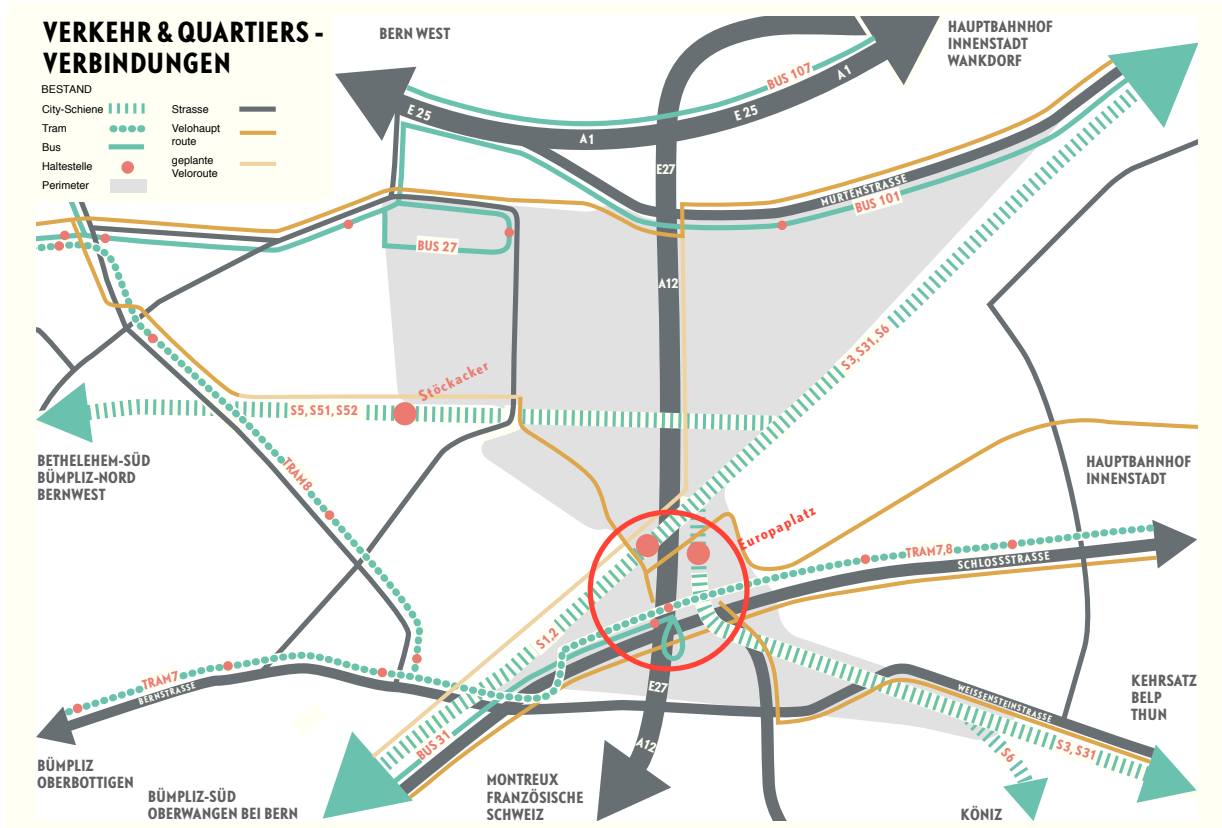 VERKEHR & QUARTIERS -
VERBINDUNGEN
BESTAND
City-Schiene
Tram
Bus
Haltestelle
Perimeter
Strasse
Velohaupt
route
geplante
Veloroute
BERN WEST
HAUPTBAHNHOF
INNENSTADT
WANKDORF
BUS 107
A1
E 25
E 25
A1
E27
MURTENSTRASSE
BUS 101
BUS 27
A12
S3, S31, S6
Stöckacker
S5, S51, S52
BETHELEHEM-SÜD
BÜMPLIZ-NORD
BERNWEST
TRAM8
HAUPTBAHNHOF
INNENSTADT
Europaplatz
TRAM7,8
SCHLOSSSTRASSE
S1,2
TRAM7
BERNSTRASSE
E27
WEISSENSTEINSTRASSE
KEHRSATZ
BELP
THUN
BUS 31
A12
S3, S31
S6
BÜMPLIZ
OBERBOTTIGEN
BÜMPLIZ-SÜD
OBERWANGEN BEI BERN
MONTREUX
FRANZÖSISCHE
SCHWEIZ
KÖNIZ